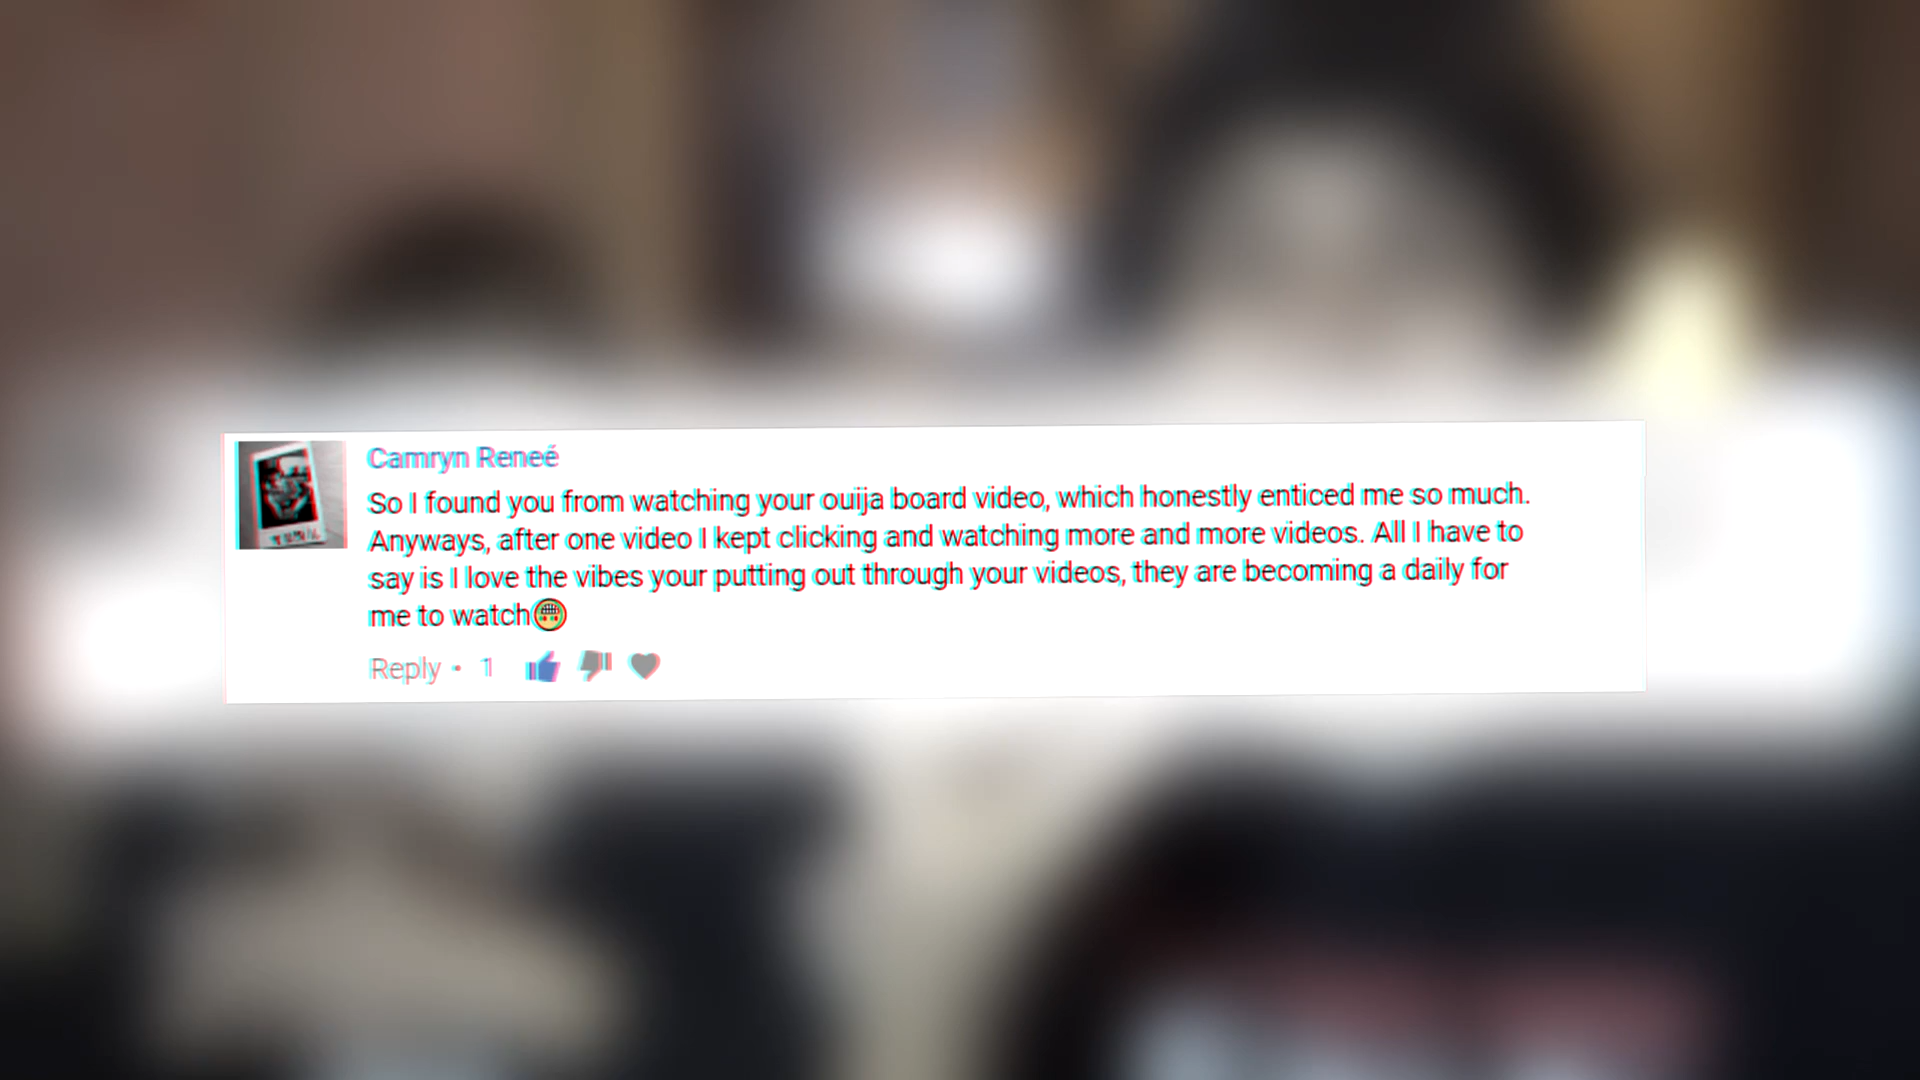 Camryn Reneé
So I found you from watching your ouija board video, which honestly enticed me so much.
Anyways, after one video I kept clicking and watching more and more videos. All I have to
say is I love the vibes your putting out through your videos, they are becoming a daily for
me to watch
Reply • 1